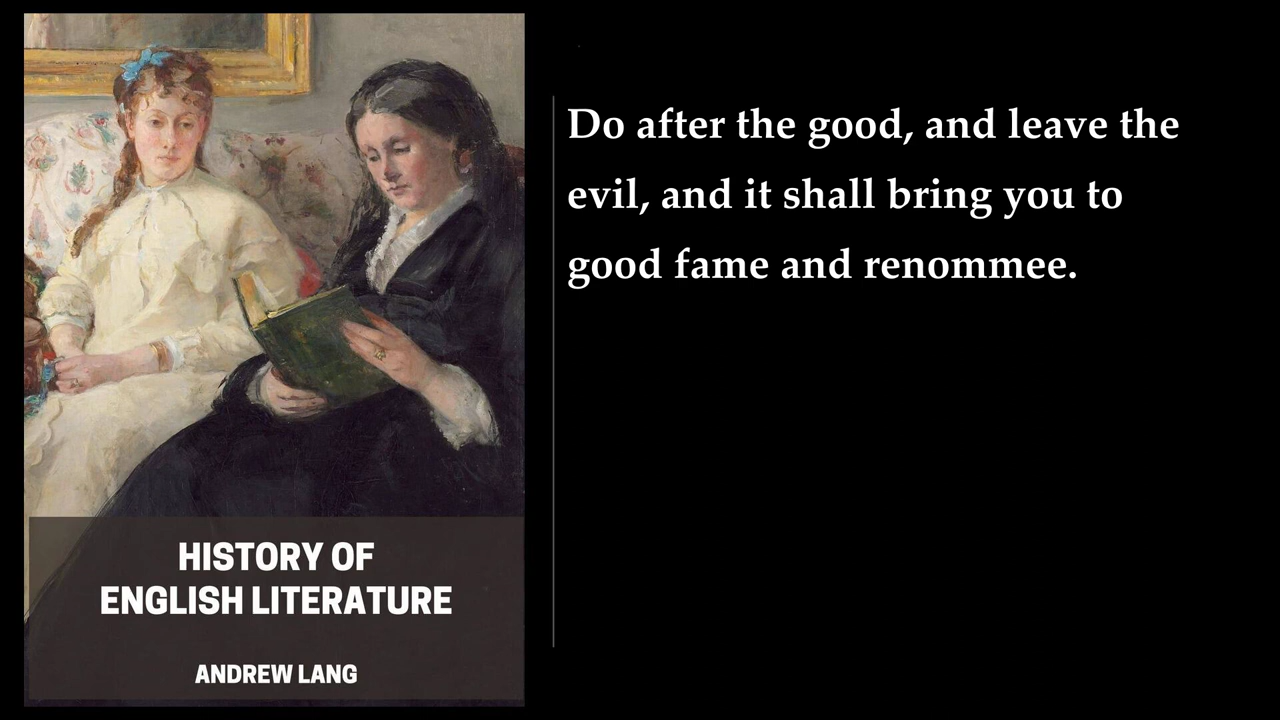 Do after the good, and leave the
evil, and it shall bring you to
good fame and renommee.
HISTORY OF
ENGLISH LITERATURE
ANDREW LANG